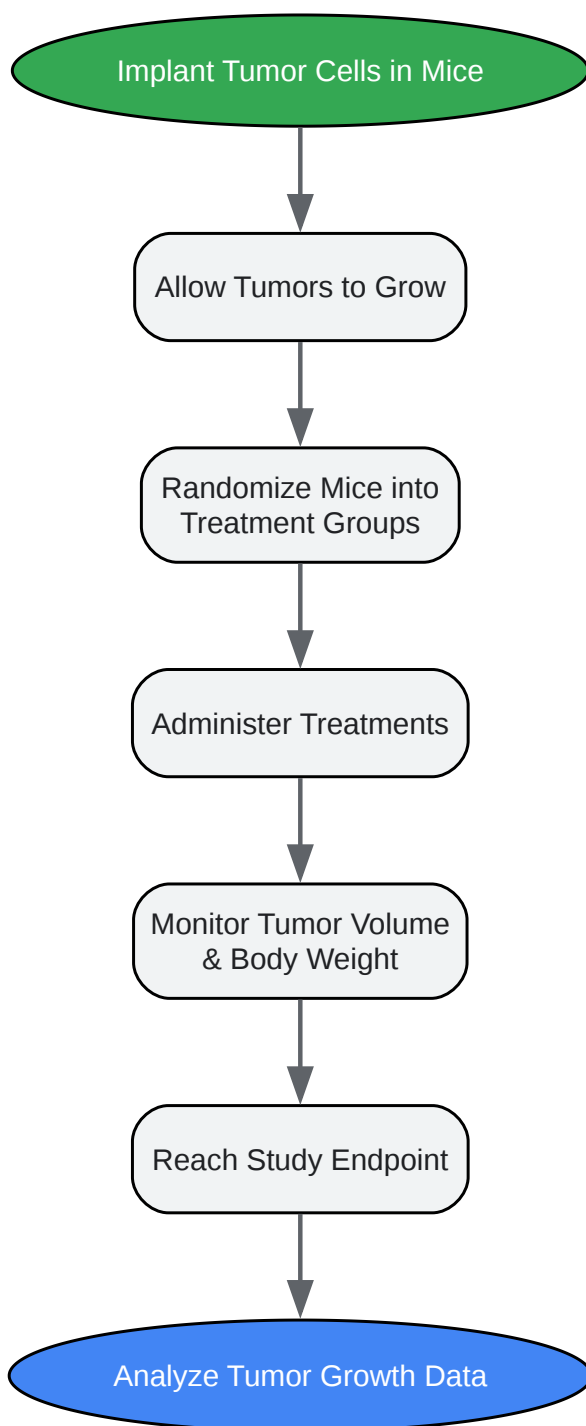 Implant Tumor Cells in Mice
Allow Tumors to Grow
Randomize Mice into
Treatment Groups
Administer Treatments
Monitor Tumor Volume
& Body Weight
Reach Study Endpoint
Analyze Tumor Growth Data